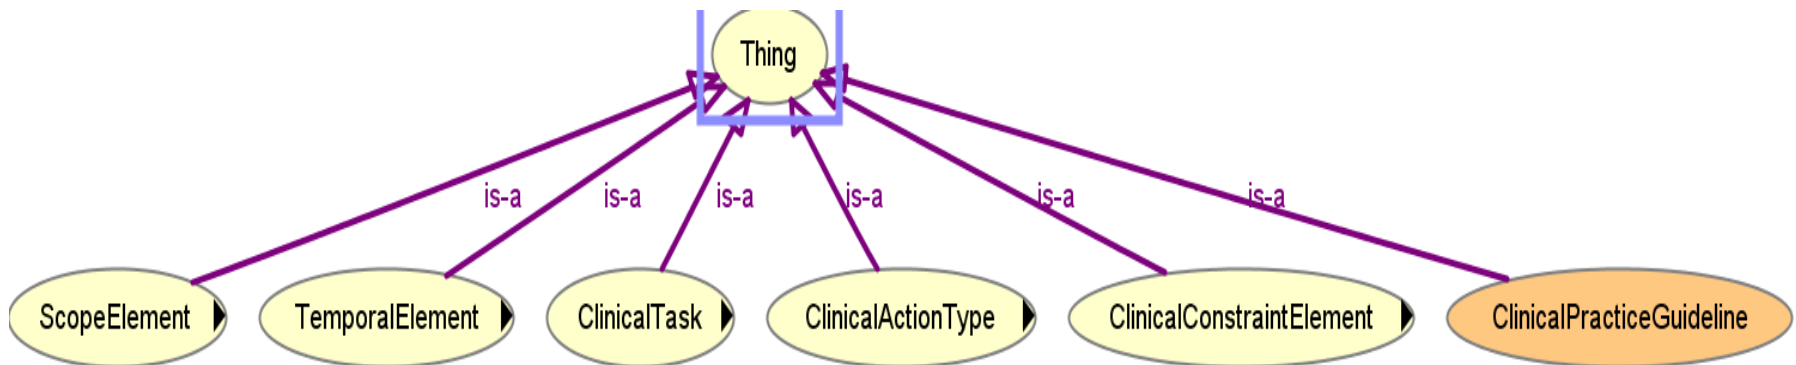 Thing
is-a is-a is-a is-a is-a is-a
ScopeElement TemporalElement ClinicalTask ClinicalActionType ClinicalConstraintElement ClinicalPracticeGuideline